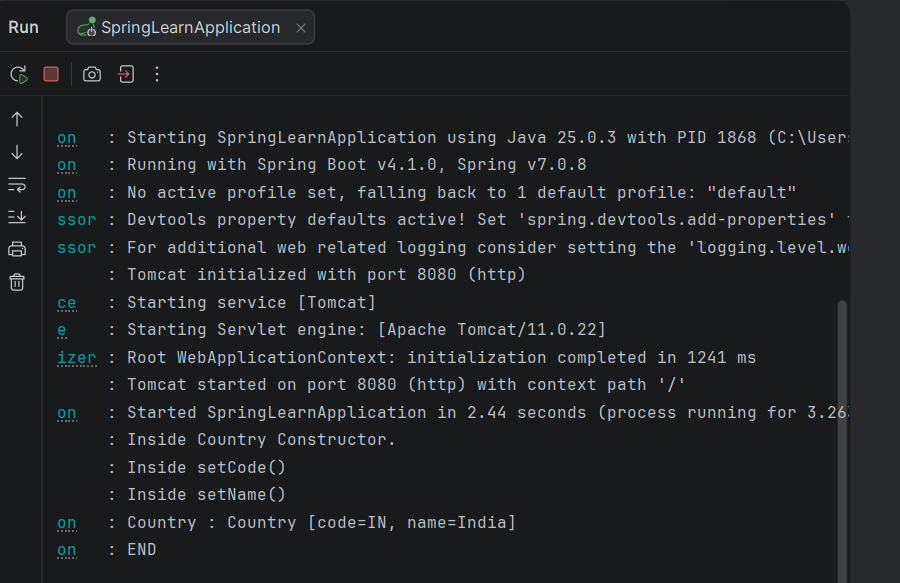 Run SpringLearnApplication
on : Starting SpringLearnApplication using Java 25.0.3 with PID 1868 (C:\User
on : Running with Spring Boot v4.1.0, Spring v7.0.8
on : No active profile set, falling back to 1 default profile: "default"
ssor : Devtools property defaults active! Set 'spring.devtools.add-properties'
ssor : For additional web related logging consider setting the 'logging.level.w
: Tomcat initialized with port 8080 (http)
ce : Starting service [Tomcat]
e : Starting Servlet engine: [Apache Tomcat/11.0.22]
izer : Root WebApplicationContext: initialization completed in 1241 ms
: Tomcat started on port 8080 (http) with context path '/'
on : Started SpringLearnApplication in 2.44 seconds (process running for 3.26
: Inside Country Constructor.
: Inside setCode()
: Inside setName()
on : Country : Country [code=IN, name=India]
on : END